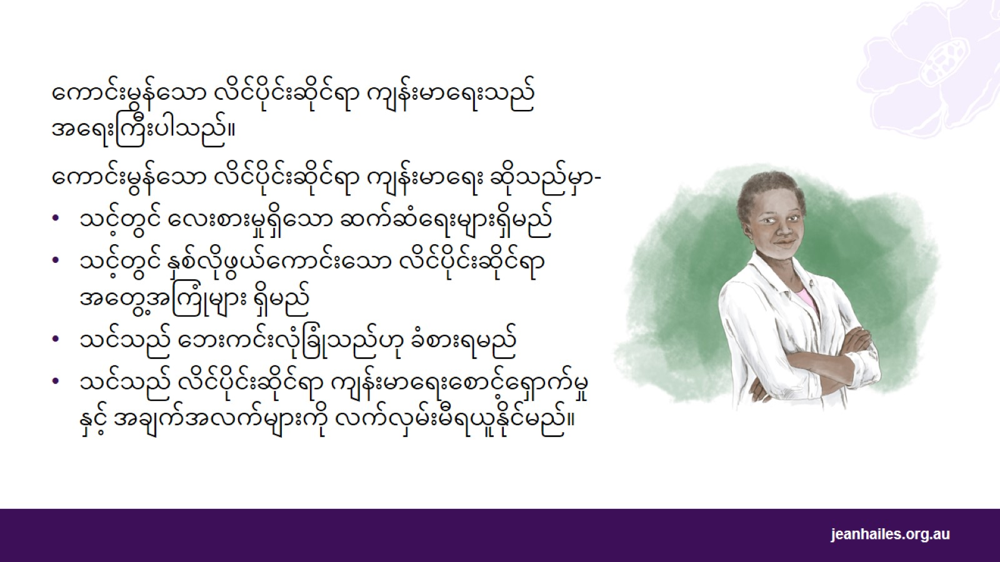 ကောင်းမွန်သော လိင်ပိုင်းဆိုင်ရာ ကျန်းမာရေးသည်
အရေးကြီးပါသည်။
ကောင်းမွန်သော လိင်ပိုင်းဆိုင်ရာ ကျန်းမာရေး ဆိုသည်မှာ-
• သင့်တွင် လေးစားမှုရှိသော ဆက်ဆံရေးများရှိမည်
• သင့်တွင် နှစ်လိုဖွယ်ကောင်းသော လိင်ပိုင်းဆိုင်ရာ
အတွေ့အကြုံများ ရှိမည်
• သင်သည် ဘေးကင်းလုံခြုံသည်ဟု ခံစားရမည်
• သင်သည် လိင်ပိုင်းဆိုင်ရာ ကျန်းမာရေးစောင့်ရှောက်မှု
နှင့် အချက်အလက်များကို လက်လှမ်းမီရယူနိုင်မည်။
jeanhailes.org.au